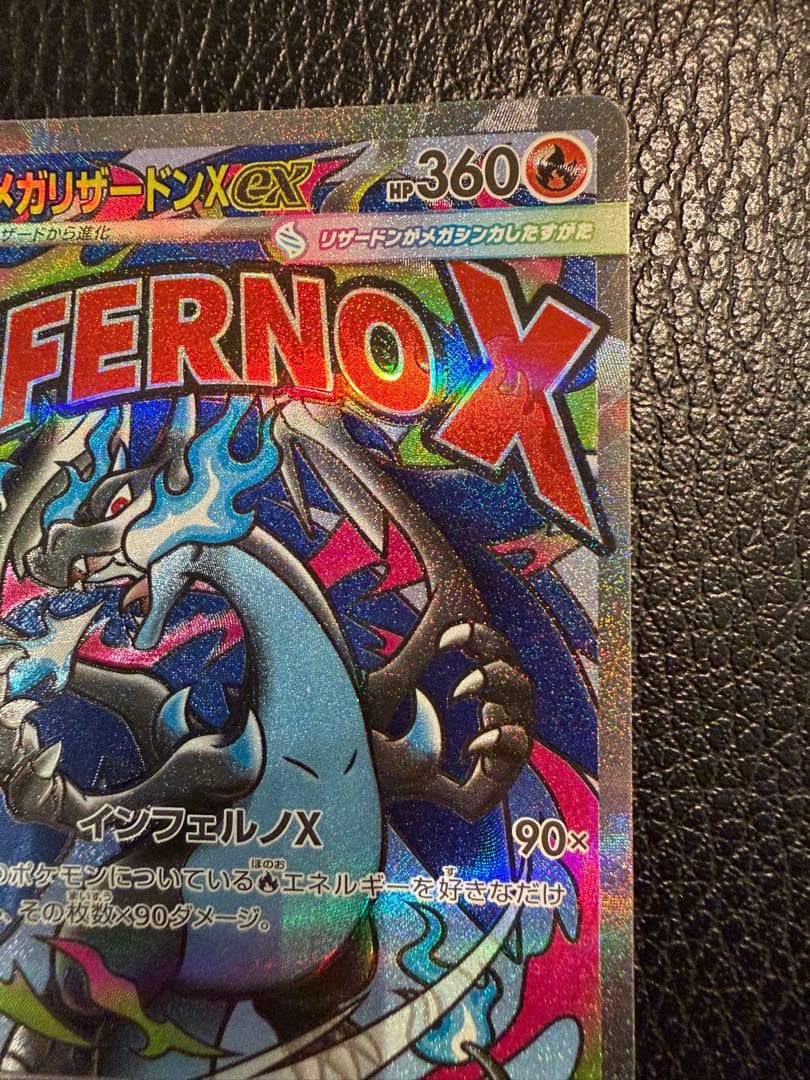 メガリザードンXex HP360
ザードから進化 リザードンがメガシンカしたすがた
FERNO X
インフェルノX 90×
のポケモンについているエネルギーを好きなだけ
、その枚数×90ダメージ。